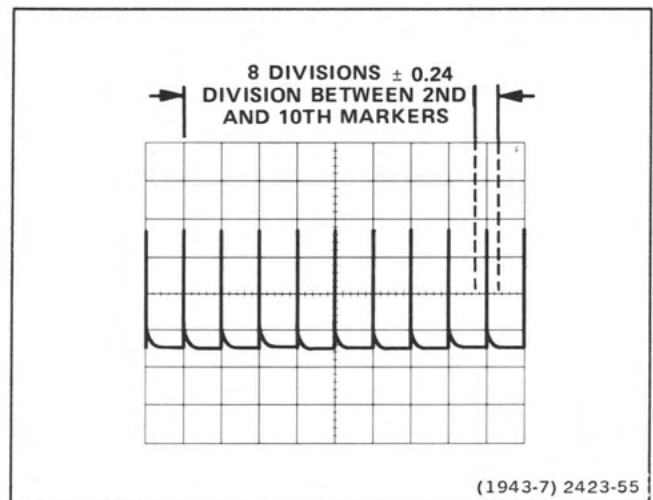 8 DIVISIONS ± 0.24
DIVISION BETWEEN 2ND
AND 10TH MARKERS
(1943-7) 2423-55